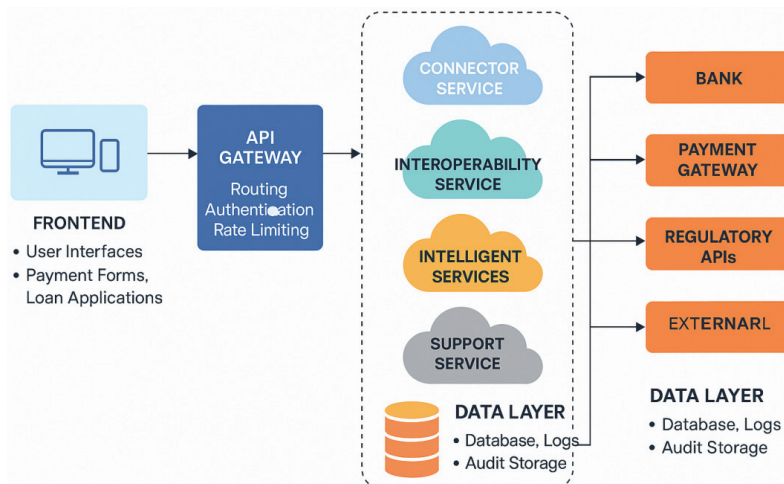 FRONTEND
• User Interfaces
• Payment Forms,
Loan Applications
API
GATEWAY
Routing
Authentication
Rate Limiting
CONNECTOR
SERVICE
INTEROPERABILITY
SERVICE
INTELLIGENT
SERVICES
SUPPORT
SERVICE
DATA LAYER
• Database, Logs
• Audit Storage
BANK
PAYMENT
GATEWAY
REGULATORY
APIs
EXTERNARL
DATA LAYER
• Database, Logs
• Audit Storage